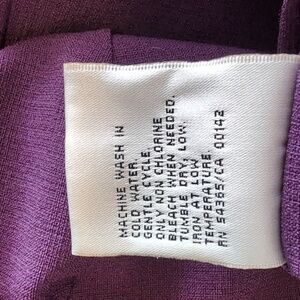 MACHINE WASH IN
COLD WATER,
GENTLE CYCLE.
ONLY NON CHLORINE
BLEACH WHEN NEEDED.
TUMBLE DRY, LOW.
IRON AT LOW
TEMPERATURE
RN 54365/CA 00142